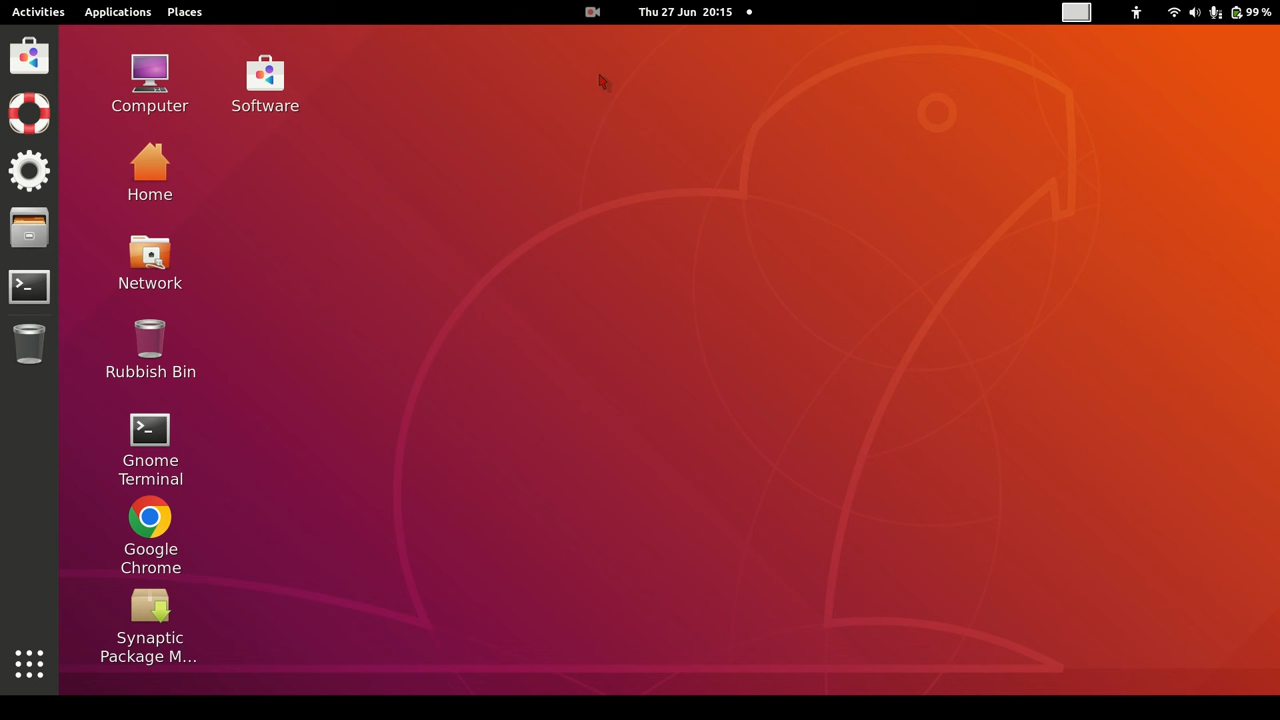 Activities Applications Places Thu 27 Jun 20:15 99 %
Computer
Software
Home
Network
Rubbish Bin
Gnome
Terminal
Google
Chrome
Synaptic
Package M...